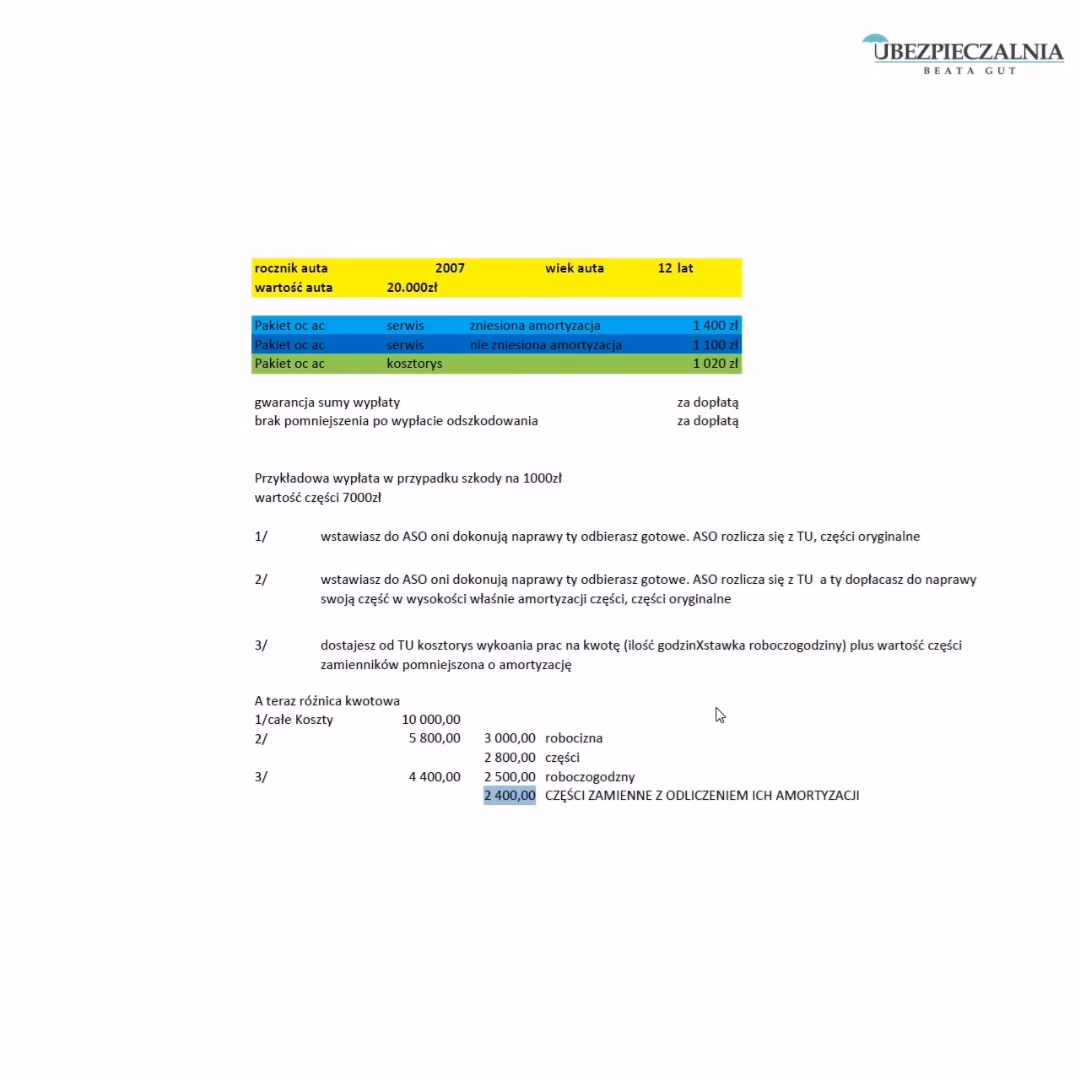 UBEZPIECZALNIA
BEATA GUT
rocznik auta 2007 wiek auta 12 lat
wartość auta 20.000zł
Pakiet oc ac serwis zniesiona amortyzacja 1 400 zł
Pakiet oc ac serwis nie zniesiona amortyzacja 1 100 zł
Pakiet oc ac kosztorys 1 020 zł
gwarancja sumy wypłaty za dopłatą
brak pomniejszenia po wypłacie odszkodowania za dopłatą
Przykładowa wypłata w przypadku szkody na 1000zł
wartość części 7000zł
1/ wstawiasz do ASO oni dokonują naprawy ty odbierasz gotowe. ASO rozlicza się z TU, części oryginalne
2/ wstawiasz do ASO oni dokonują naprawy ty odbierasz gotowe. ASO rozlicza się z TU a ty dopłacasz do naprawy
swoją część w wysokości właśnie amortyzacji części, części oryginalne
3/ dostajesz od TU kosztorys wykoania prac na kwotę (ilość godzinXstawka roboczogodziny) plus wartość części
zamienników pomniejszona o amortyzację
A teraz różnica kwotowa
1/całe Koszty 10 000,00
2/ 5 800,00 3 000,00 robocizna
2 800,00 części
3/ 4 400,00 2 500,00 roboczogodzny
2 400,00 CZĘŚCI ZAMIENNE Z ODLICZENIEM ICH AMORTYZACJI